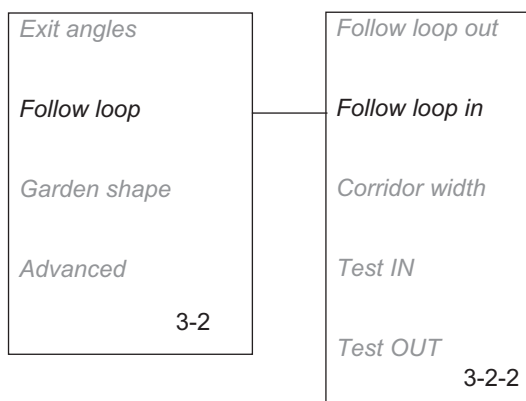 Exit angles
Follow loop
Garden shape
Advanced
3-2
Follow loop out
Follow loop in
Corridor width
Test IN
Test OUT
3-2-2